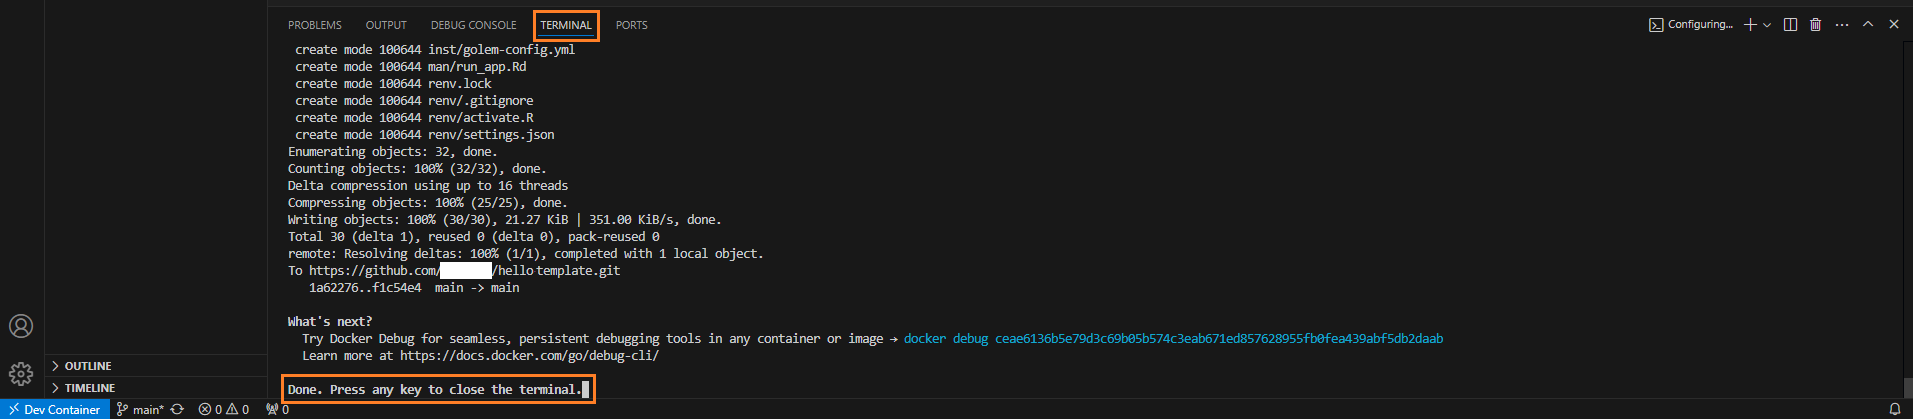 PROBLEMS OUTPUT DEBUG CONSOLE TERMINAL PORTS Configuring...
create mode 100644 inst/golem-config.yml
create mode 100644 man/run_app.Rd
create mode 100644 renv.lock
create mode 100644 renv/.gitignore
create mode 100644 renv/activate.R
create mode 100644 renv/settings.json
Enumerating objects: 32, done.
Counting objects: 100% (32/32), done.
Delta compression using up to 16 threads
Compressing objects: 100% (25/25), done.
Writing objects: 100% (30/30), 21.27 KiB | 351.00 KiB/s, done.
Total 30 (delta 1), reused 0 (delta 0), pack-reused 0
remote: Resolving deltas: 100% (1/1), completed with 1 local object.
To https://github.com/ /hello template.git
1a62276..f1c54e4 main -> main
What's next?
Try Docker Debug for seamless, persistent debugging tools in any container or image → docker debug ceae6136b5e79d3c69b05b574c3eab671ed857628955fb0fea439abf5db2daab
Learn more at https://docs.docker.com/go/debug-cli/
Done. Press any key to close the terminal.
OUTLINE
TIMELINE
Dev Container main* 0 0 0